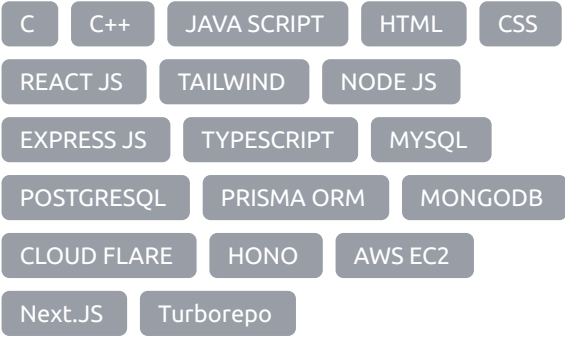 C C++ JAVA SCRIPT HTML CSS
REACT JS TAILWIND NODE JS
EXPRESS JS TYPESCRIPT MYSQL
POSTGRESQL PRISMA ORM MONGODB
CLOUD FLARE HONO AWS EC2
Next.JS Turborepo